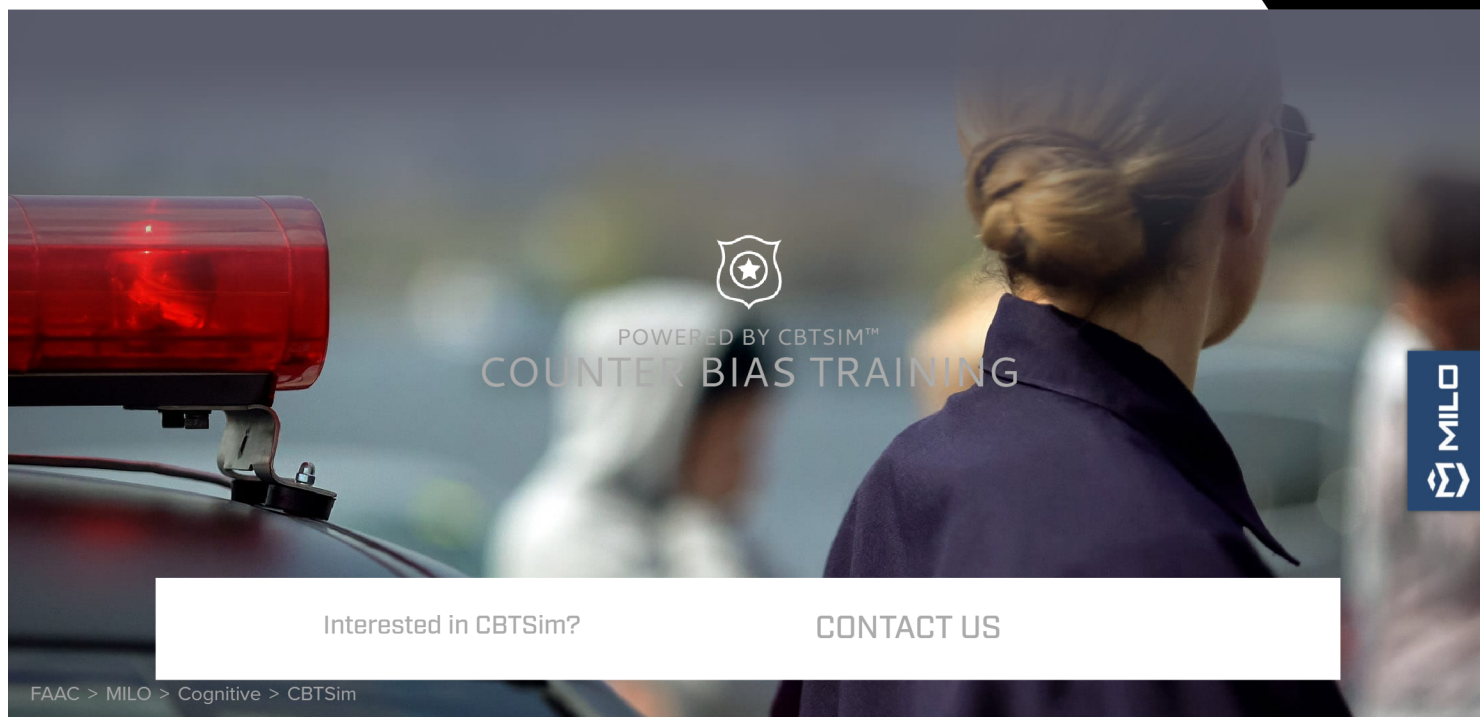 POWERED BY CBTSIM™
COUNTER BIAS TRAINING
MILO
Interested in CBTSim?
CONTACT US
FAAC > MILO > Cognitive > CBTSim